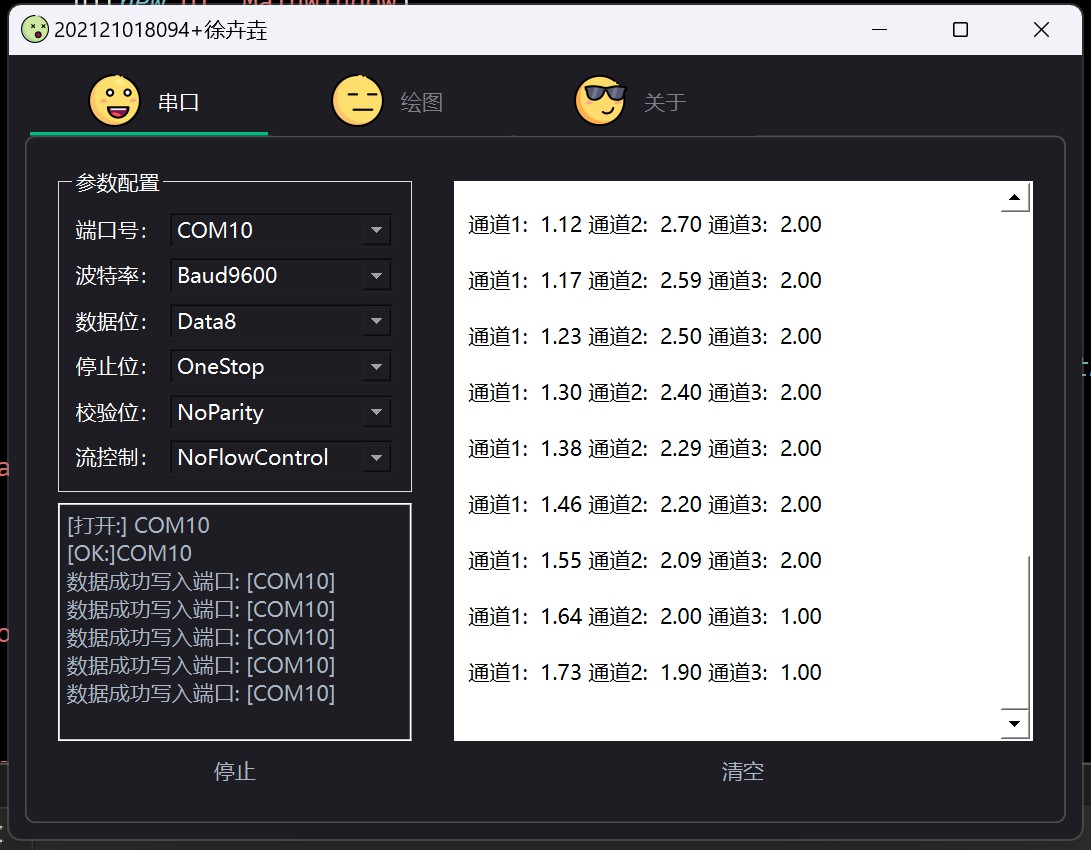 202121018094+徐卉垚
串口
绘图
关于
参数配置
端口号: COM10
波特率: Baud9600
数据位: Data8
停止位: OneStop
校验位: NoParity
流控制: NoFlowControl
[打开:] COM10
[OK:]COM10
数据成功写入端口: [COM10]
数据成功写入端口: [COM10]
数据成功写入端口: [COM10]
数据成功写入端口: [COM10]
数据成功写入端口: [COM10]
停止
通道1: 1.12 通道2: 2.70 通道3: 2.00
通道1: 1.17 通道2: 2.59 通道3: 2.00
通道1: 1.23 通道2: 2.50 通道3: 2.00
通道1: 1.30 通道2: 2.40 通道3: 2.00
通道1: 1.38 通道2: 2.29 通道3: 2.00
通道1: 1.46 通道2: 2.20 通道3: 2.00
通道1: 1.55 通道2: 2.09 通道3: 2.00
通道1: 1.64 通道2: 2.00 通道3: 1.00
通道1: 1.73 通道2: 1.90 通道3: 1.00
清空